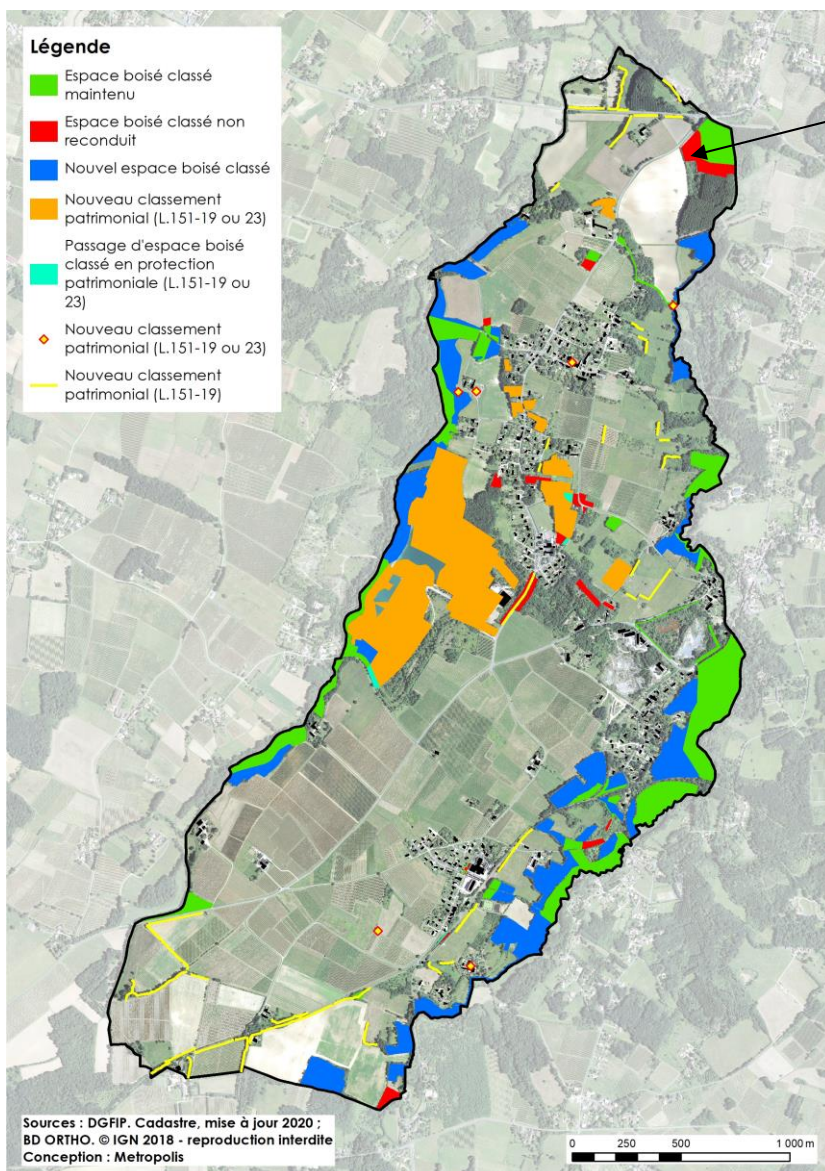 Légende
Espace boisé classé
maintenu
Espace boisé classé non
reconduit
Nouvel espace boisé classé
Nouveau classement
patrimonial (L.151-19 ou 23)
Passage d'espace boisé
classé en protection
patrimoniale (L.151-19 ou
23)
Nouveau classement
patrimonial (L.151-19 ou 23)
Nouveau classement
patrimonial (L.151-19)
Sources : DGFIP. Cadastre, mise à jour 2020 ;
BD ORTHO. © IGN 2018 - reproduction interdite
Conception : Metropolis
0 250 500 1 000 m